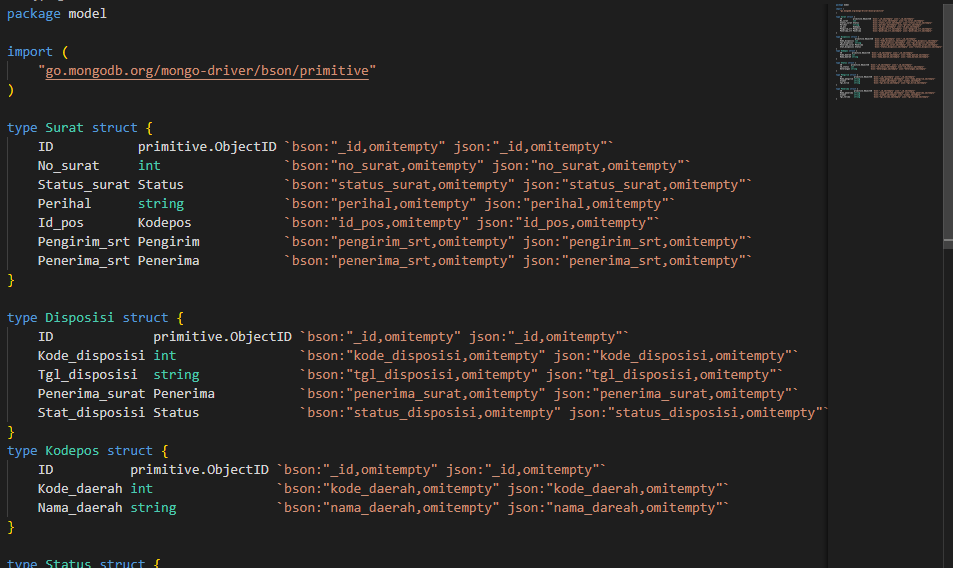 package model
import (
"go.mongodb.org/mongo-driver/bson/primitive"
)
type Surat struct {
ID primitive.ObjectID `bson:"_id,omitempty" json:"_id,omitempty"`
No_surat int `bson:"no_surat,omitempty" json:"no_surat,omitempty"`
Status_surat Status `bson:"status_surat,omitempty" json:"status_surat,omitempty"`
Perihal string `bson:"perihal,omitempty" json:"perihal,omitempty"`
Id_pos Kodepos `bson:"id_pos,omitempty" json:"id_pos,omitempty"`
Pengirim_srt Pengirim `bson:"pengirim_srt,omitempty" json:"pengirim_srt,omitempty"`
Penerima_srt Penerima `bson:"penerima_srt,omitempty" json:"penerima_srt,omitempty"`
}
type Disposisi struct {
ID primitive.ObjectID `bson:"_id,omitempty" json:"_id,omitempty"`
Kode_disposisi int `bson:"kode_disposisi,omitempty" json:"kode_disposisi,omitempty"`
Tgl_disposisi string `bson:"tgl_disposisi,omitempty" json:"tgl_disposisi,omitempty"`
Penerima_surat Penerima `bson:"penerima_surat,omitempty" json:"penerima_surat,omitempty"`
Stat_disposisi Status `bson:"status_disposisi,omitempty" json:"status_disposisi,omitempty"`
}
type Kodepos struct {
ID primitive.ObjectID `bson:"_id,omitempty" json:"_id,omitempty"`
Kode_daerah int `bson:"kode_daerah,omitempty" json:"kode_daerah,omitempty"`
Nama_daerah string `bson:"nama_daerah,omitempty" json:"nama_dareah,omitempty"`
}
type Status struct {